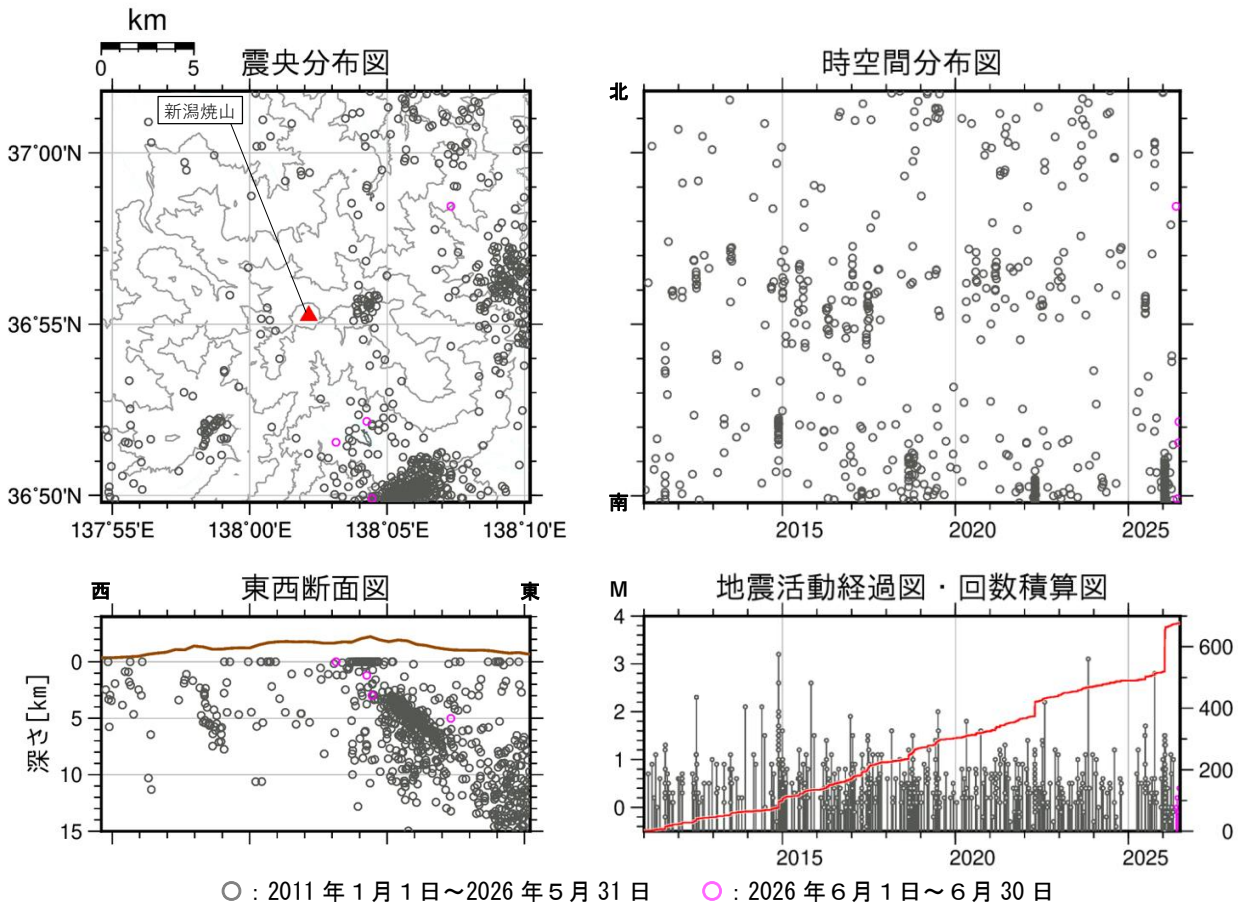 km
0 5
震央分布図
新潟焼山
37°00'N
36°55'N
36°50'N
137°55'E 138°00'E 138°05'E 138°10'E
時空間分布図
北
南
2015 2020 2025
西 東西断面図 東
深さ[km]
0
5
10
15
M 地震活動経過図・回数積算図
4
3
2
1
0
600
400
200
0
2015 2020 2025
○：2011年１月１日～2026年５月31日 ○：2026年６月１日～６月30日